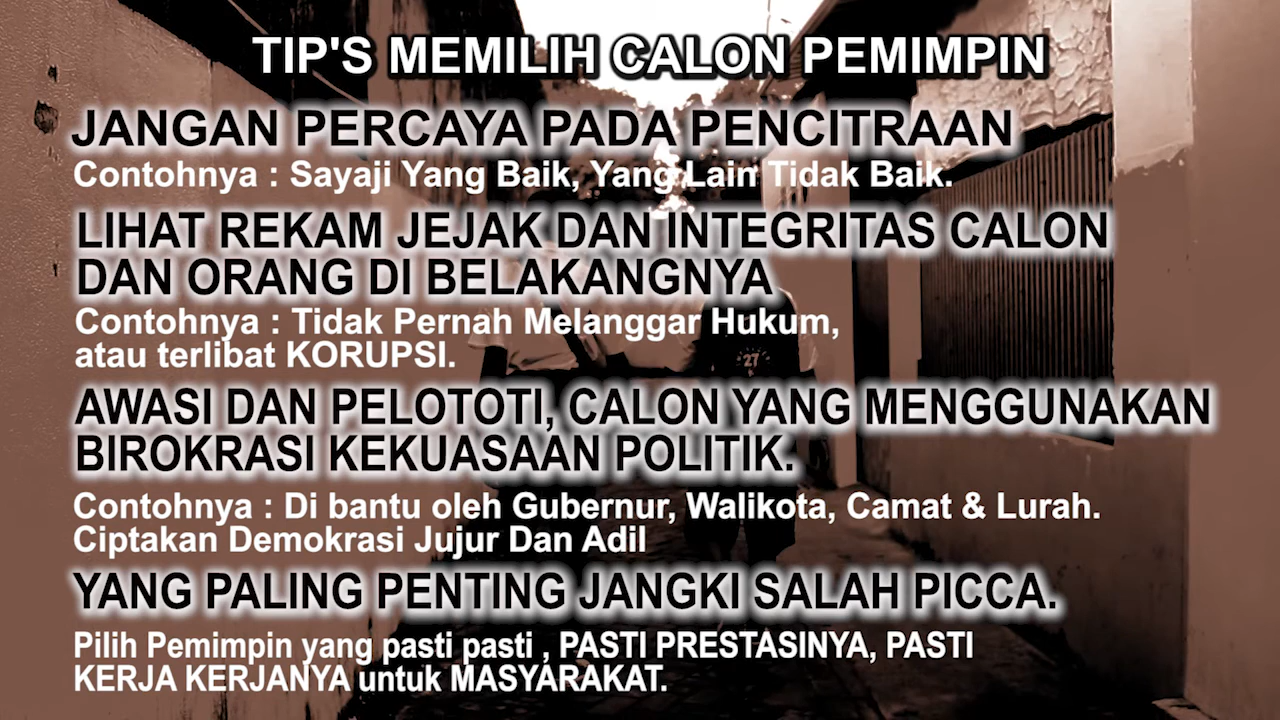 TIP'S MEMILIH CALON PEMIMPIN
JANGAN PERCAYA PADA PENCITRAAN
Contohnya : Sayaji Yang Baik, Yang Lain Tidak Baik.
LIHAT REKAM JEJAK DAN INTEGRITAS CALON
DAN ORANG DI BELAKANGNYA
Contohnya : Tidak Pernah Melanggar Hukum,
atau terlibat KORUPSI.
27
AWASI DAN PELOTOTI, CALON YANG MENGGUNAKAN
BIROKRASI KEKUASAAN POLITIK.
Contohnya : Di bantu oleh Gubernur, Walikota, Camat & Lurah.
Ciptakan Demokrasi Jujur Dan Adil
YANG PALING PENTING JANGKI SALAH PICCA.
Pilih Pemimpin yang pasti pasti , PASTI PRESTASINYA, PASTI
KERJA KERJANYA untuk MASYARAKAT.